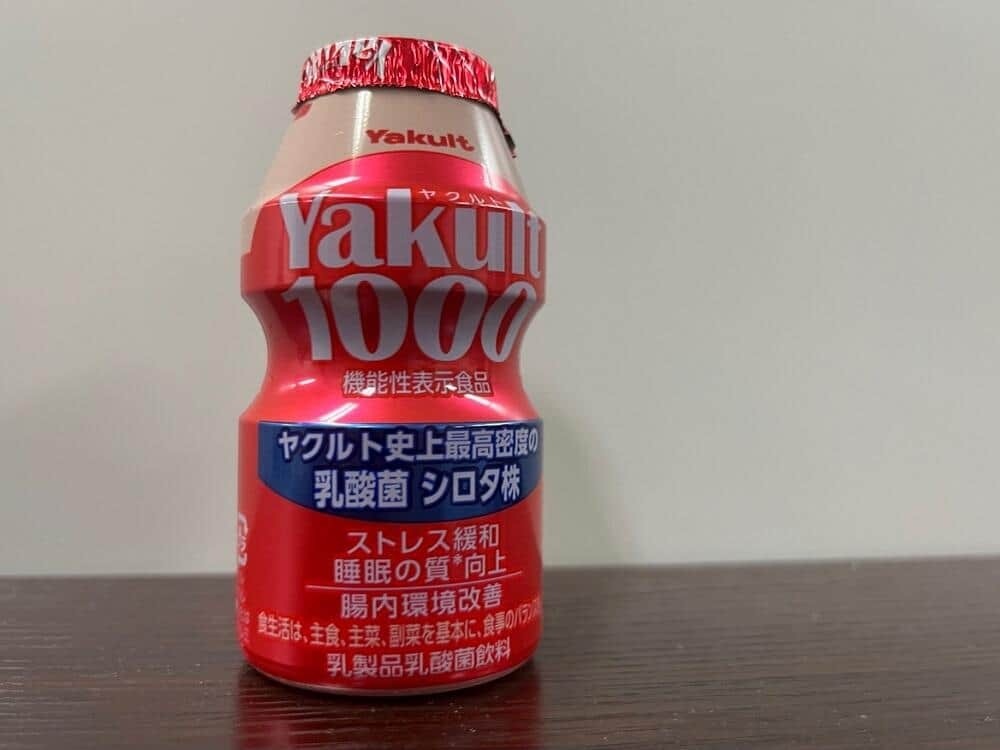 Yakult
ヤクルト
Yakult
1000
機能性表示食品
ヤクルト史上最高密度の
乳酸菌 シロタ株
ストレス緩和
睡眠の質*向上
腸内環境改善
食生活は、主食、主菜、副菜を基本に、食事のバランス
乳製品乳酸菌飲料